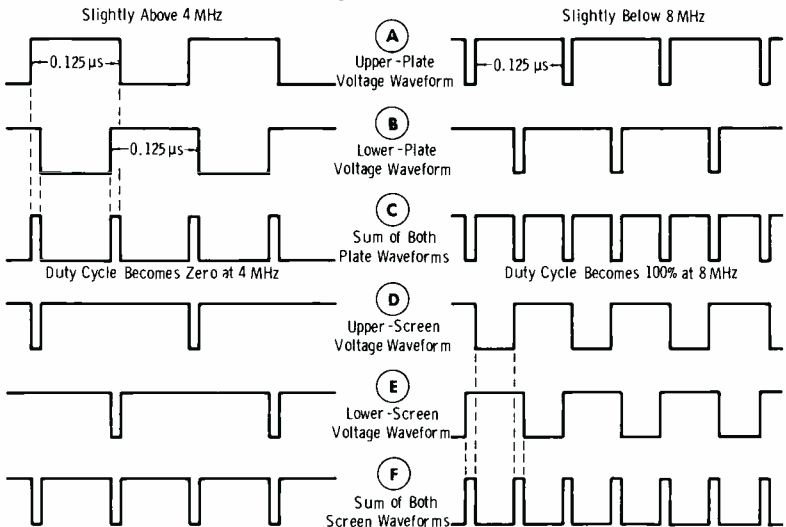 Slightly Above 4 MHz
Slightly Below 8 MHz
A
Upper-Plate
Voltage Waveform
0.125 µs
0.125 µs
B
Lower-Plate
Voltage Waveform
0.125 µs
C
Sum of Both
Plate Waveforms
Duty Cycle Becomes Zero at 4 MHz
Duty Cycle Becomes 100% at 8 MHz
D
Upper-Screen
Voltage Waveform
E
Lower-Screen
Voltage Waveform
F
Sum of Both
Screen Waveforms